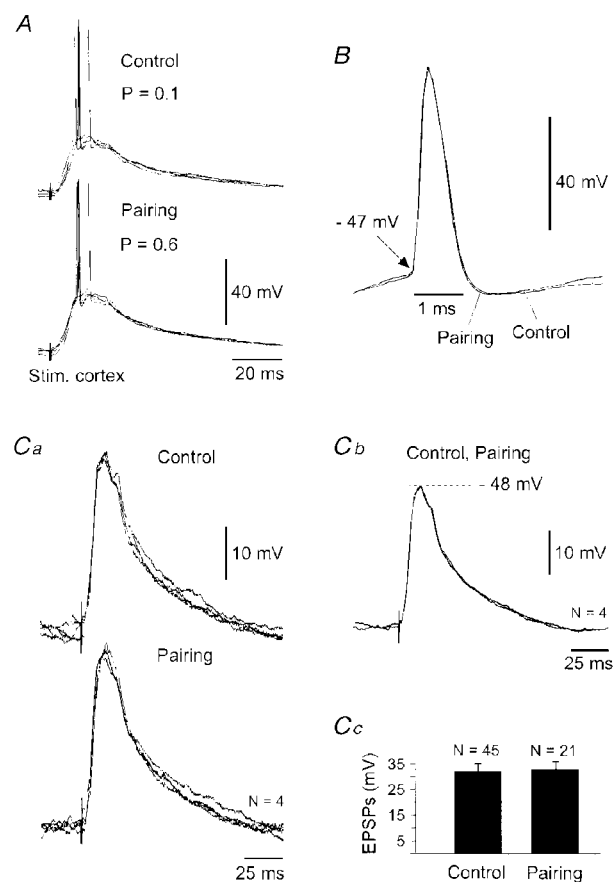 A
Control
P = 0.1
Pairing
P = 0.6
40 mV
20 ms
Stim. cortex
B
40 mV
- 47 mV
1 ms
Pairing
Control
Ca
Control
10 mV
Pairing
N = 4
25 ms
Cb
Control, Pairing
- 48 mV
10 mV
N = 4
25 ms
Cc
N = 45
N = 21
EPSPs (mV)
35
25
15
5
Control
Pairing